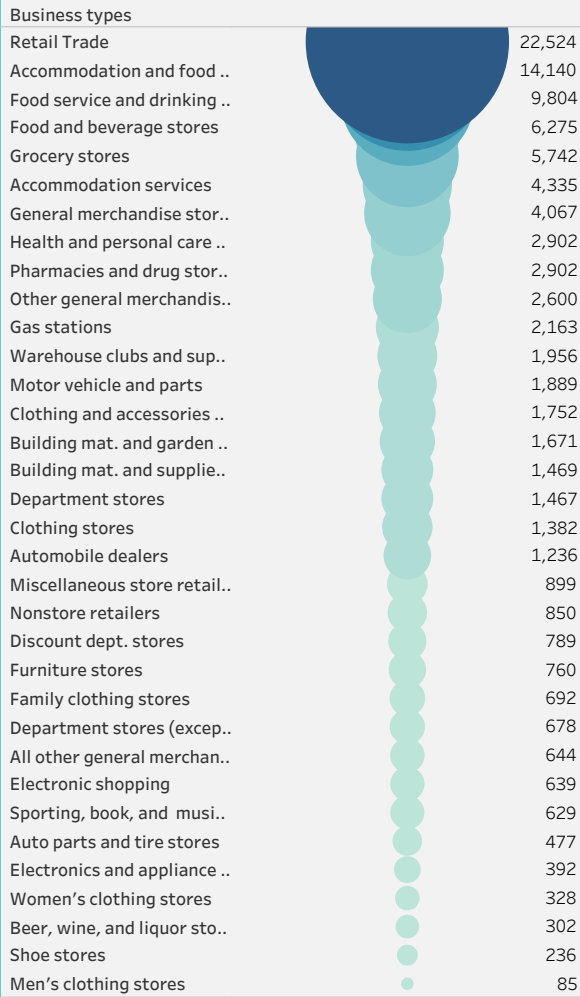 Business types
Retail Trade 22,524
Accommodation and food .. 14,140
Food service and drinking .. 9,804
Food and beverage stores 6,275
Grocery stores 5,742
Accommodation services 4,335
General merchandise stor.. 4,067
Health and personal care .. 2,902
Pharmacies and drug stor.. 2,902
Other general merchandis.. 2,600
Gas stations 2,163
Warehouse clubs and sup.. 1,956
Motor vehicle and parts 1,889
Clothing and accessories .. 1,752
Building mat. and garden .. 1,671
Building mat. and supplie.. 1,469
Department stores 1,467
Clothing stores 1,382
Automobile dealers 1,236
Miscellaneous store retail.. 899
Nonstore retailers 850
Discount dept. stores 789
Furniture stores 760
Family clothing stores 692
Department stores (excep.. 678
All other general merchan.. 644
Electronic shopping 639
Sporting, book, and musi.. 629
Auto parts and tire stores 477
Electronics and appliance .. 392
Women's clothing stores 328
Beer, wine, and liquor sto.. 302
Shoe stores 236
Men's clothing stores 85